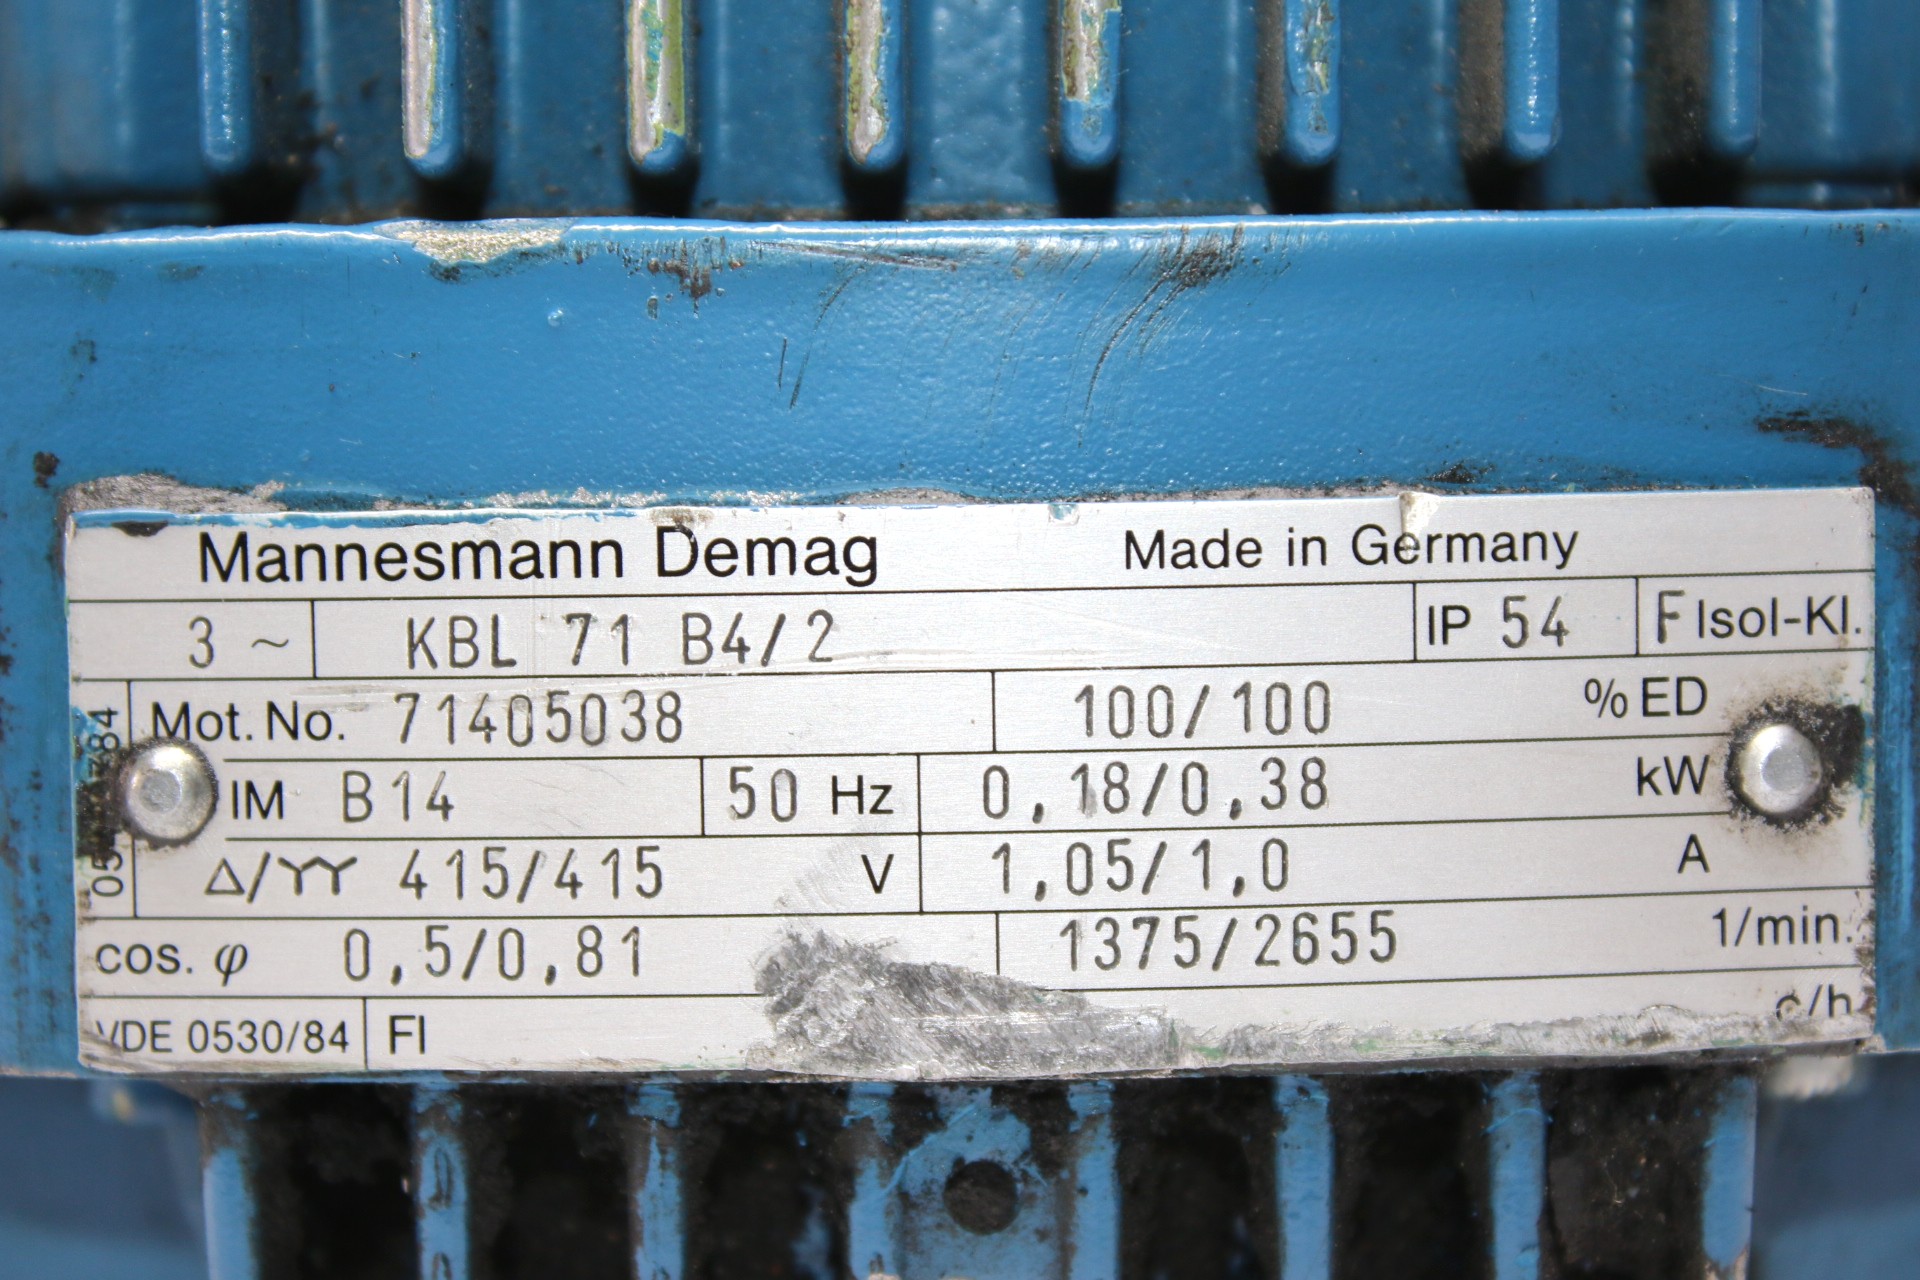 Mannesmann Demag Made in Germany
3 ~ KBL 71 B4/2 IP 54 F Isol-Kl.
Mot. No. 71405038 100/100 % ED
IM B14 50 Hz 0,18/0,38 kW
Δ/YY 415/415 V 1,05/1,0 A
cos. φ 0,5/0,81 1375/2655 1/min.
VDE 0530/84 FI c/h